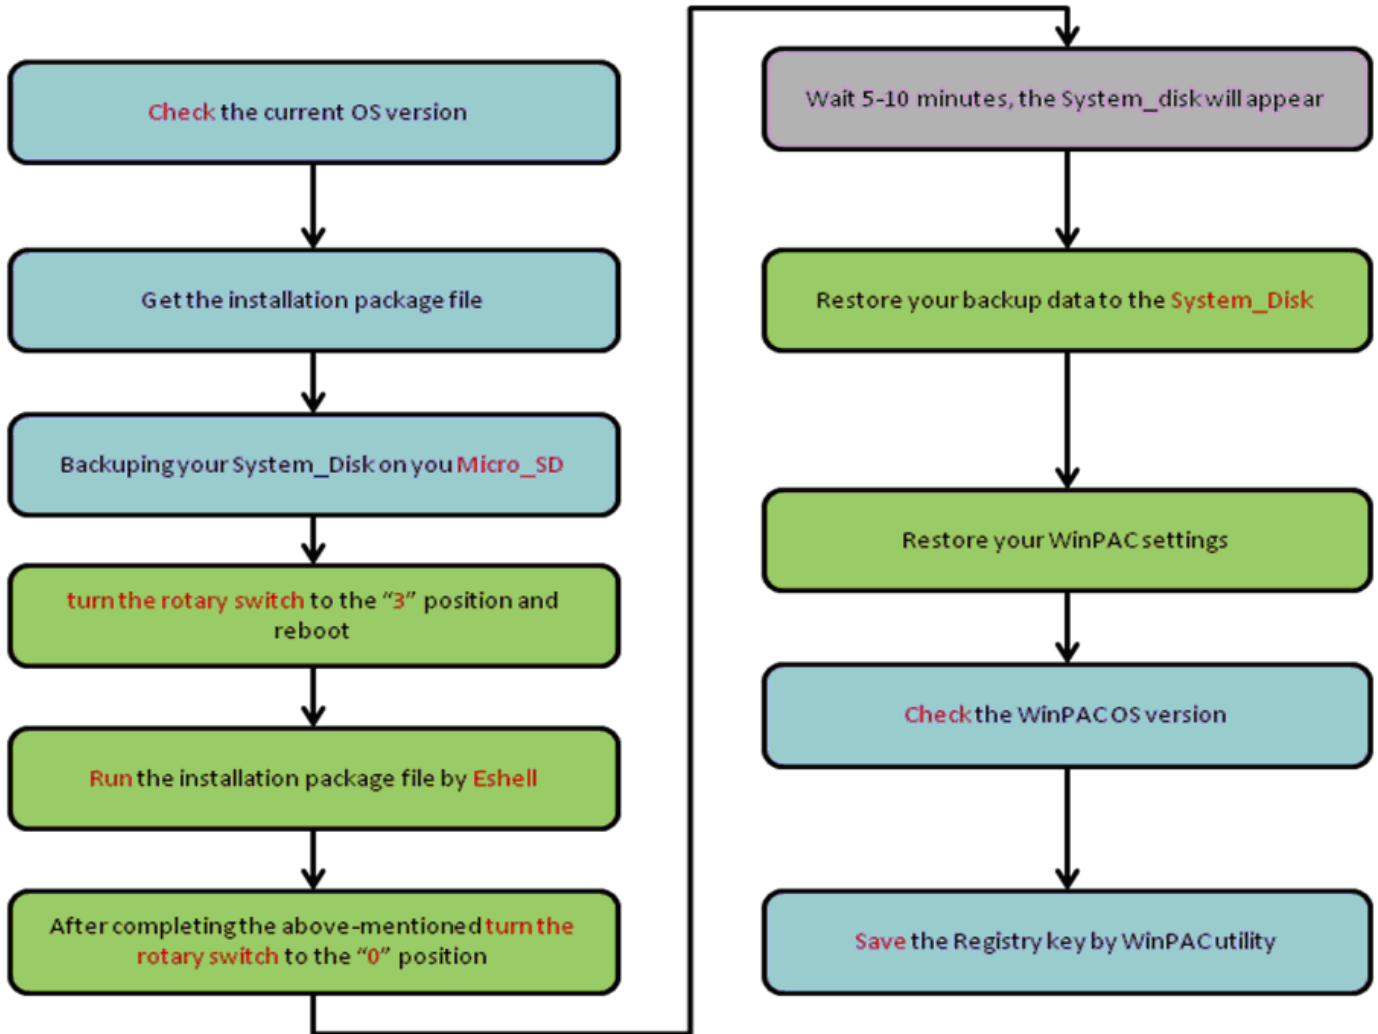 Check the current OS version
Get the installation package file
Backuping your System_Disk on you Micro_SD
turn the rotary switch to the “3” position and
reboot
Run the installation package file by Eshell
After completing the above-mentioned turn the
rotary switch to the “0” position
Wait 5-10 minutes, the System_disk will appear
Restore your backup data to the System_Disk
Restore your WinPAC settings
Check the WinPAC OS version
Save the Registry key by WinPAC utility